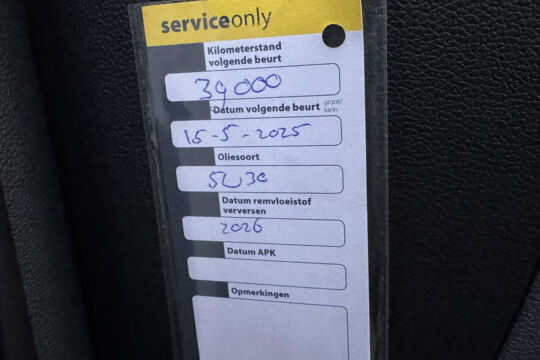 serviceonly
Kilometerstand
volgende beurt
39000
Datum volgende beurt groot/
klein
15-5-2025
Oliesoort
5W30
Datum remvloeistof
verversen
2026
Datum APK
Opmerkingen